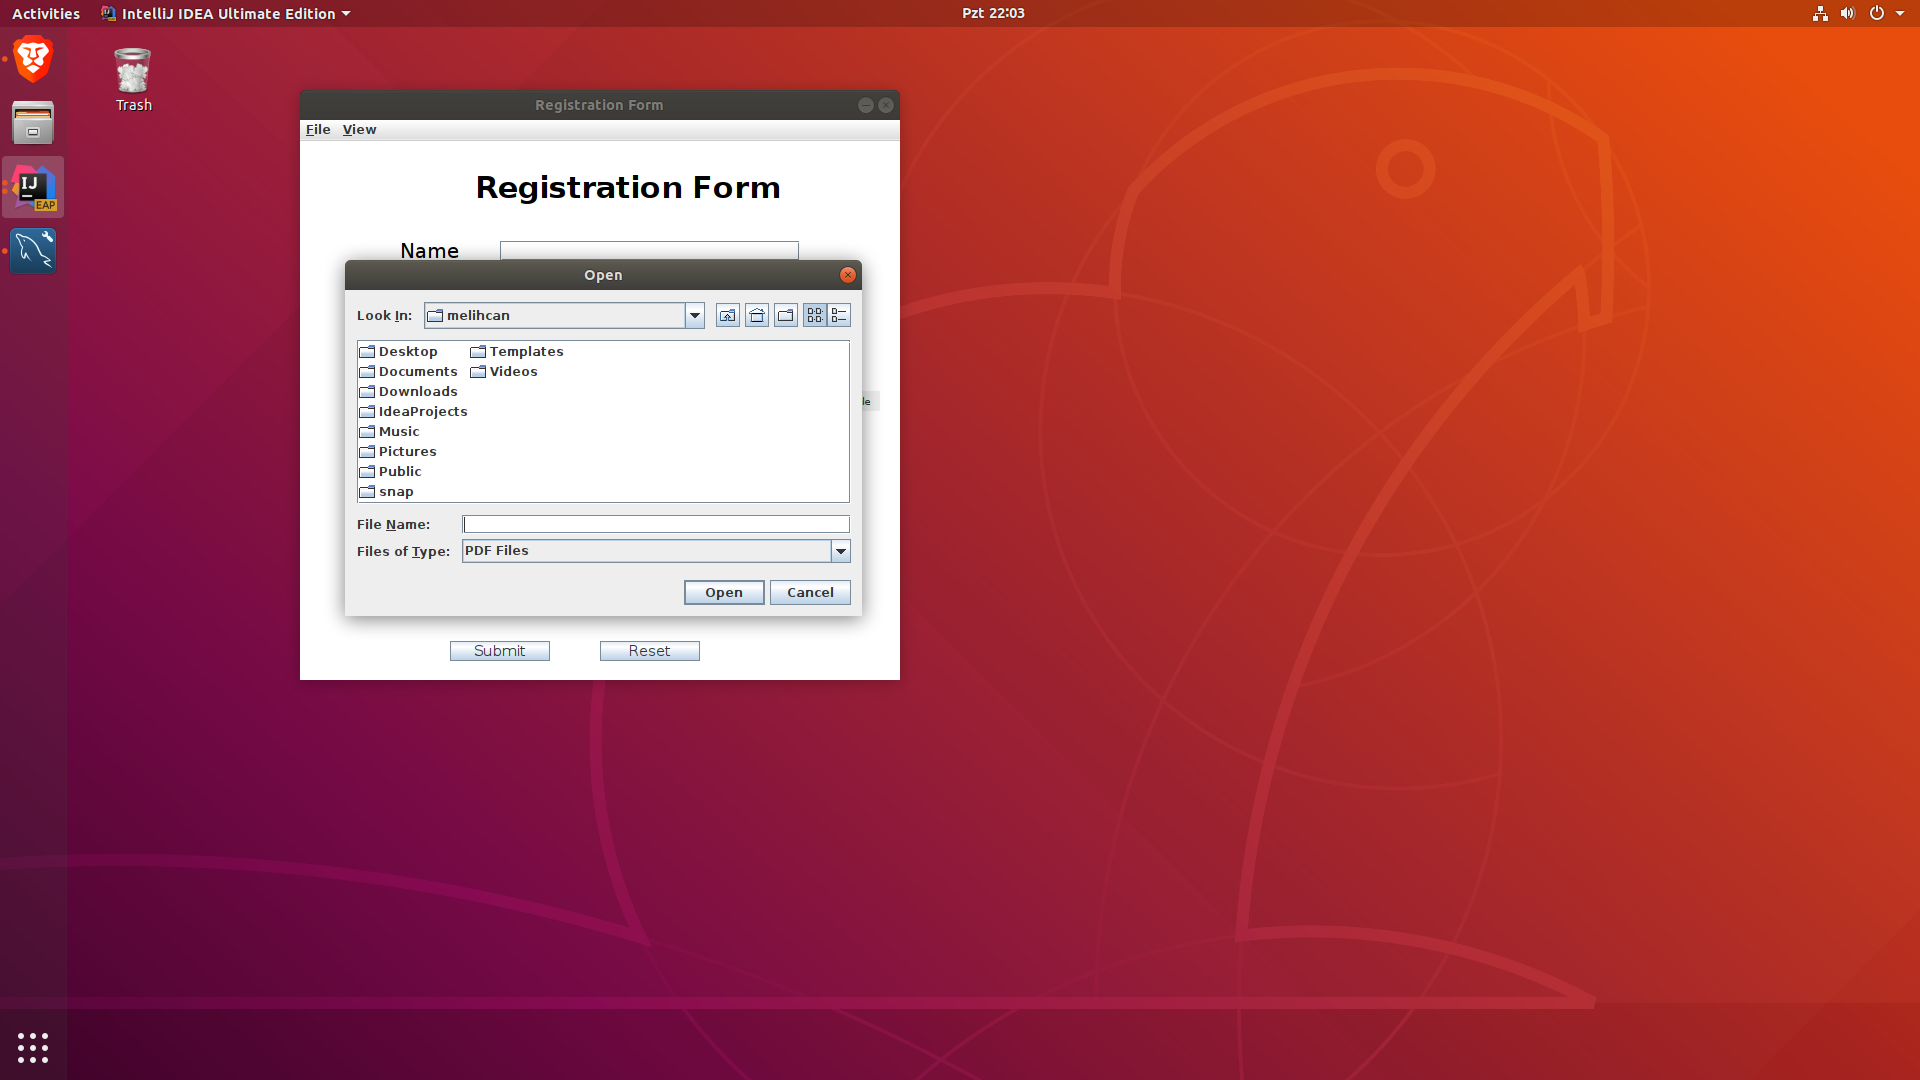 Activities IntelliJ IDEA Ultimate Edition Pzt 22:03
Trash
Registration Form
File View
Registration Form
Name
Open
Look In: melihcan
Desktop Templates
Documents Videos
Downloads
IdeaProjects
le
Music
Pictures
Public
snap
File Name:
Files of Type: PDF Files
Open Cancel
Submit Reset
IJ
EAP